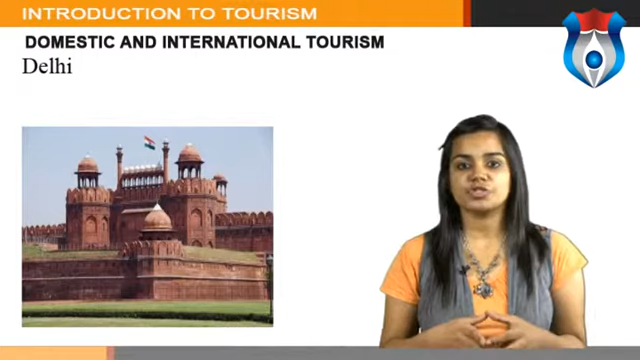 INTRODUCTION TO TOURISM
DOMESTIC AND INTERNATIONAL TOURISM
Delhi